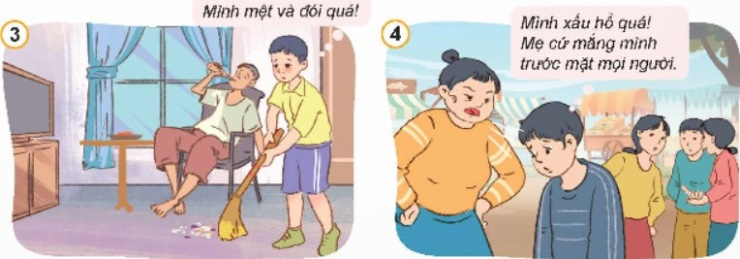 3
Mình mệt và đói quá!
4
Mình xấu hổ quá!
Mẹ cứ mắng mình
trước mặt mọi người.